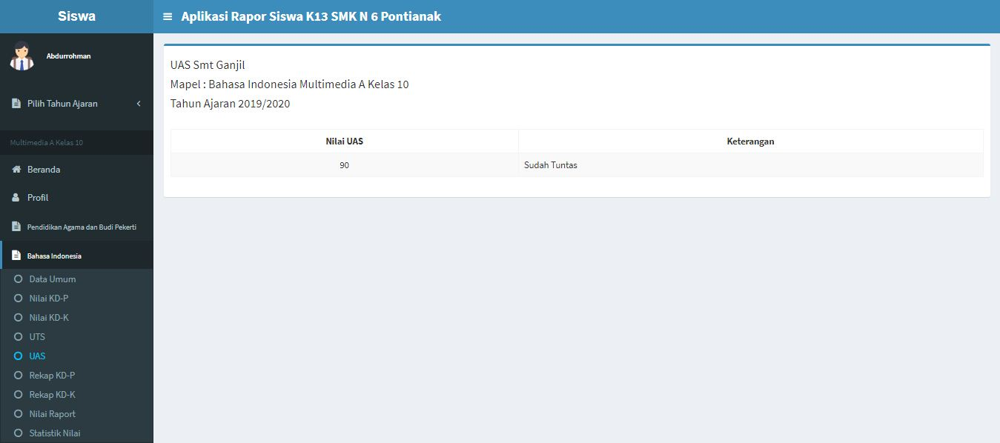 Siswa
Aplikasi Rapor Siswa K13 SMK N 6 Pontianak
Abdurrohman
Pilih Tahun Ajaran
Multimedia A Kelas 10
Beranda
Profil
Pendidikan Agama dan Budi Pekerti
Bahasa Indonesia
Data Umum
Nilai KD-P
Nilai KD-K
UTS
UAS
Rekap KD-P
Rekap KD-K
Nilai Raport
Statistik Nilai
UAS Smt Ganjil
Mapel : Bahasa Indonesia Multimedia A Kelas 10
Tahun Ajaran 2019/2020
Nilai UAS Keterangan
90 Sudah Tuntas